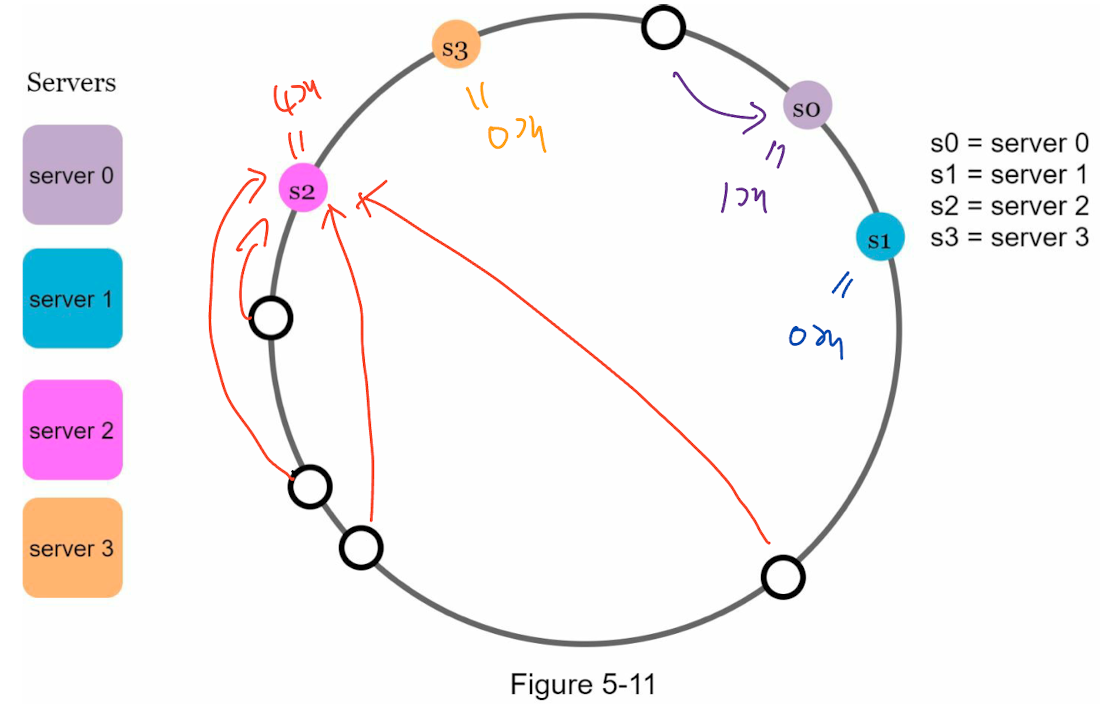 Servers
server 0
server 1
server 2
server 3
s3
s0
s2
s1
4개
0개
1개
0개
s0 = server 0
s1 = server 1
s2 = server 2
s3 = server 3
Figure 5-11